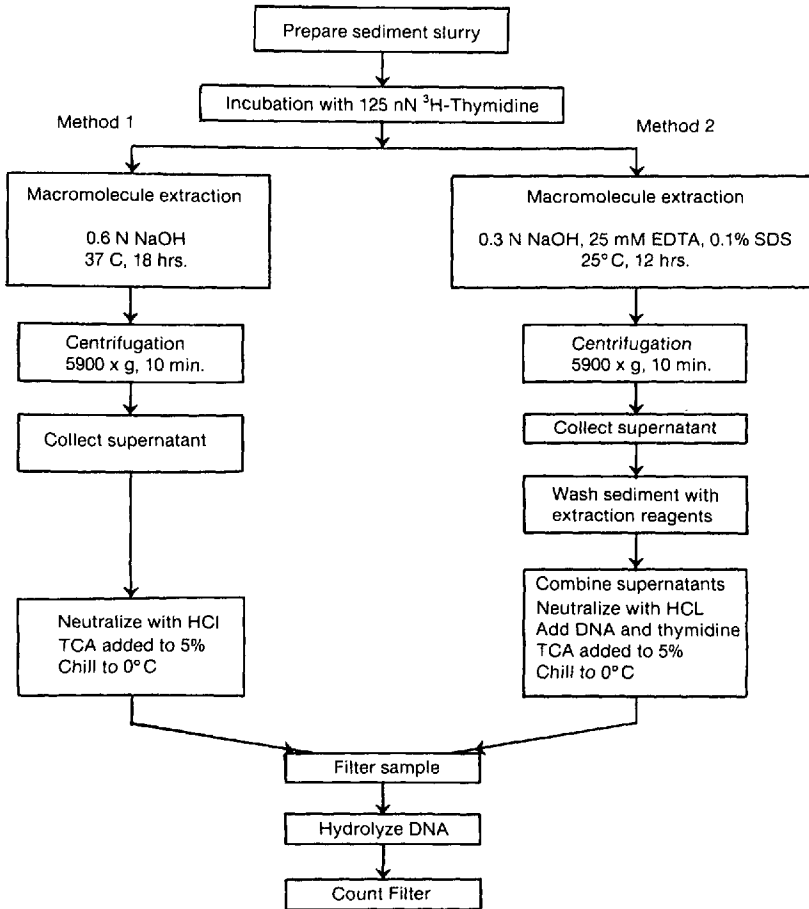 Prepare sediment slurry
Incubation with 125 nN ³H-Thymidine
Method 1
Method 2
Macromolecule extraction
0.6 N NaOH
37 C, 18 hrs.
Macromolecule extraction
0.3 N NaOH, 25 mM EDTA, 0.1% SDS
25°C, 12 hrs.
Centrifugation
5900 x g, 10 min.
Centrifugation
5900 x g, 10 min.
Collect supernatant
Collect supernatant
Wash sediment with
extraction reagents
Neutralize with HCl
TCA added to 5%
Chill to 0°C
Combine supernatants
Neutralize with HCL
Add DNA and thymidine
TCA added to 5%
Chill to 0°C
Filter sample
Hydrolyze DNA
Count Filter